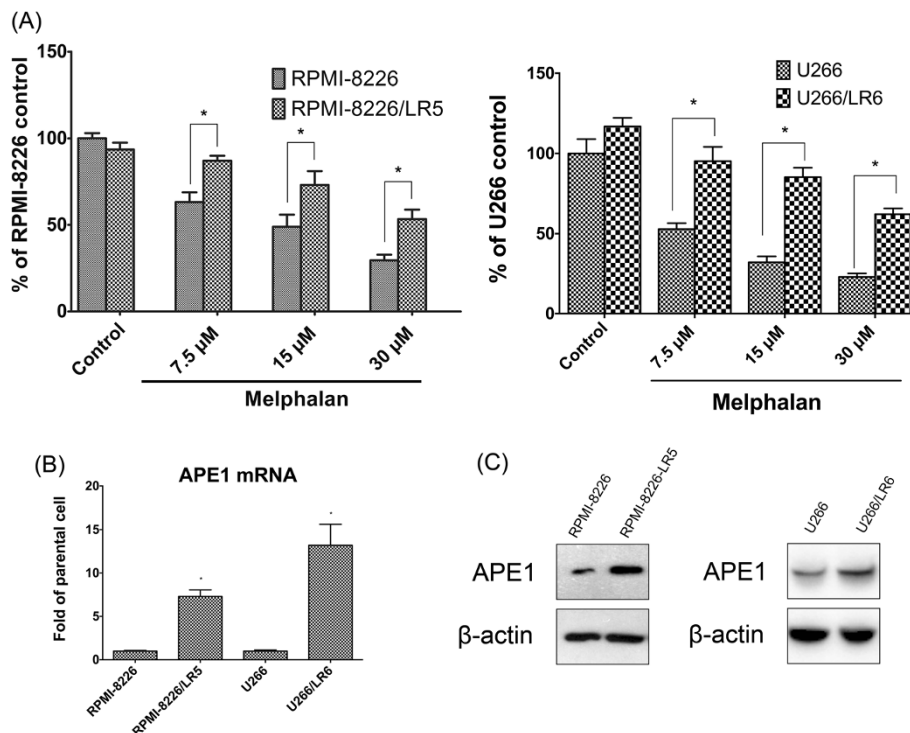 (A)
% of RPMI-8226 control
150
100
50
0
RPMI-8226
RPMI-8226/LR5
*
*
*
Control
7.5 μM
15 μM
30 μM
Melphalan
% of U266 control
150
100
50
0
U266
U266/LR6
*
*
*
Control
7.5 μM
15 μM
30 μM
Melphalan
(B)
APE1 mRNA
Fold of parental cell
20
15
10
5
0
*
*
RPMI-8226
RPMI-8226/LR5
U266
U266/LR6
(C)
RPMI-8226
RPMI-8226-LR5
APE1
β-actin
U266
U266/LR6
APE1
β-actin